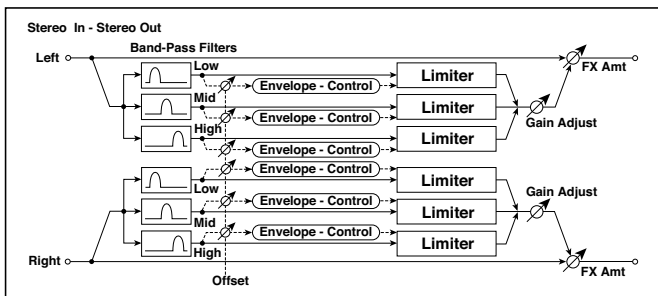 Stereo In - Stereo Out
Band-Pass Filters
Left
Low
FX Amt
Envelope - Control
Limiter
Mid
Envelope - Control
Limiter
Gain Adjust
High
Envelope - Control
Limiter
Envelope - Control
Limiter
Low
Gain Adjust
Envelope - Control
Limiter
Mid
Envelope - Control
Limiter
High
Right
FX Amt
Offset